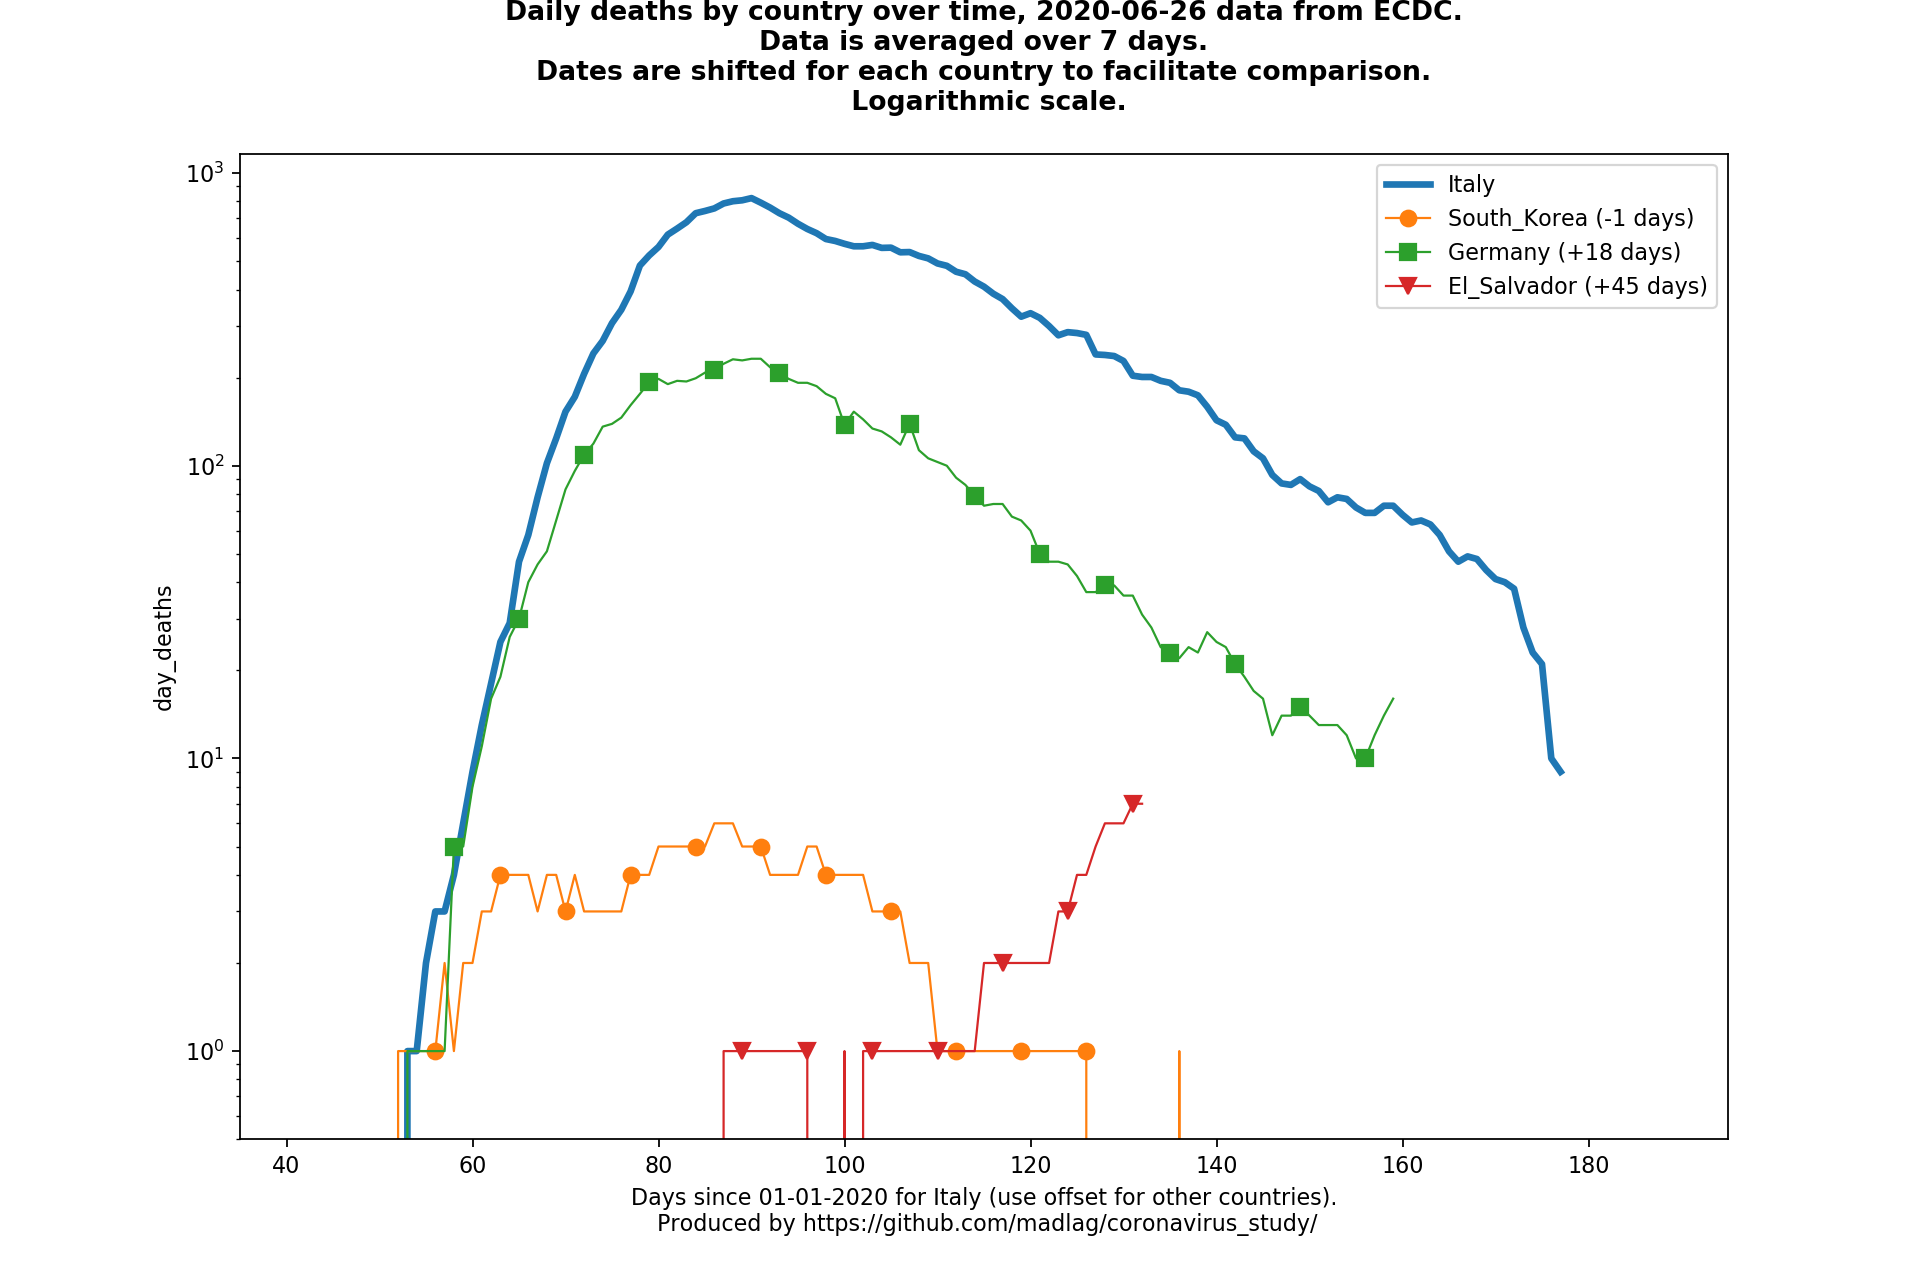 Daily deaths by country over time, 2020-06-26 data from ECDC.
Data is averaged over 7 days.
Dates are shifted for each country to facilitate comparison.
Logarithmic scale.
10³
10²
10¹
10⁰
day_deaths
Italy
South_Korea (-1 days)
Germany (+18 days)
El_Salvador (+45 days)
40 60 80 100 120 140 160 180
Days since 01-01-2020 for Italy (use offset for other countries).
Produced by https://github.com/madlag/coronavirus_study/